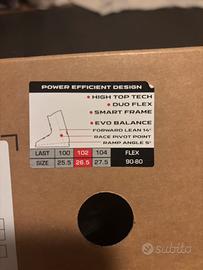 POWER EFFICIENT DESIGN
HIGH TOP TECH
DUO FLEX
SMART FRAME
EVO BALANCE
FORWARD LEAN 14°
RACE PIVOT POINT
RAMP ANGLE 5°
LAST 100 102 104 FLEX
SIZE 25.5 26.5 27.5 90-80
subito